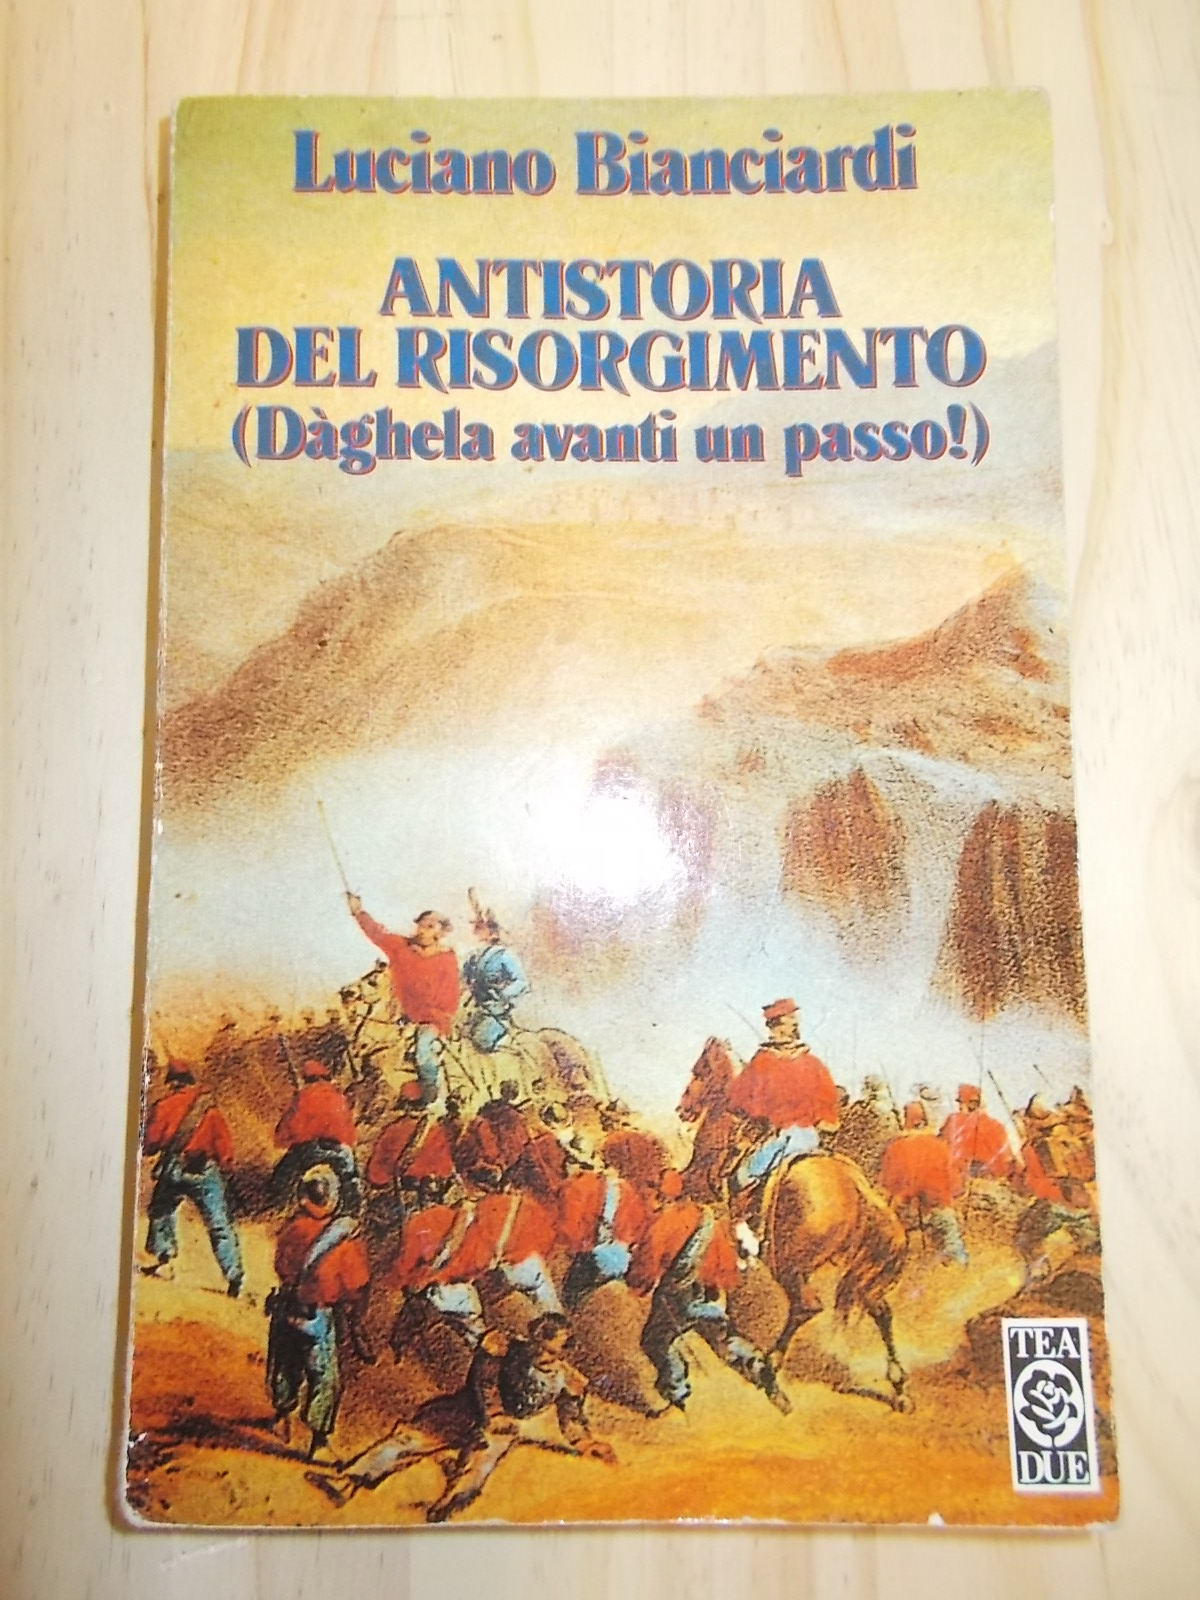 Luciano Bianciardi
ANTISTORIA
DEL RISORGIMENTO
(Dàghela avanti un passo!)
TEA
DUE